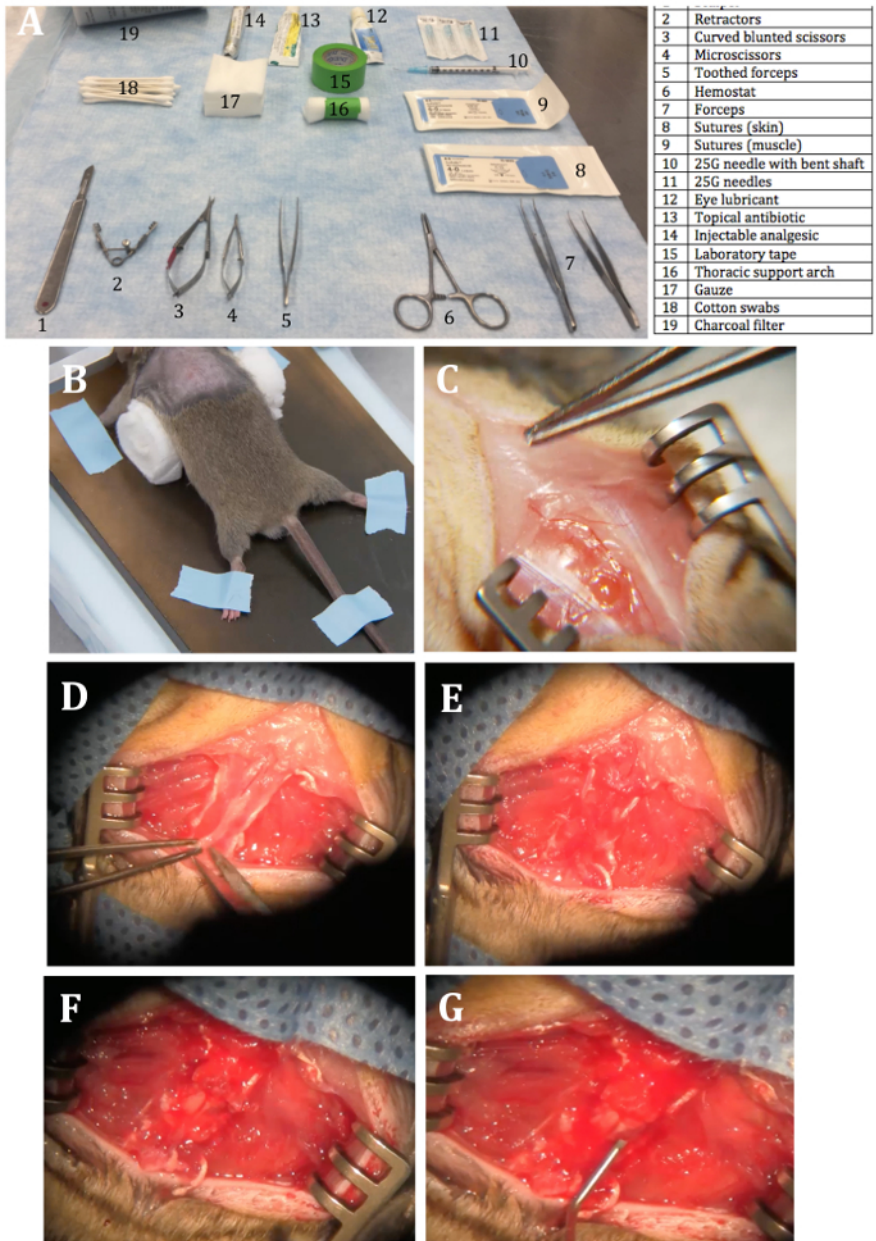 A
19
14
13
12
11
10
18
17
15
16
9
8
1
2
3
4
5
6
7
2 Retractors
3 Curved blunted scissors
4 Microscissors
5 Toothed forceps
6 Hemostat
7 Forceps
8 Sutures (skin)
9 Sutures (muscle)
10 25G needle with bent shaft
11 25G needles
12 Eye lubricant
13 Topical antibiotic
14 Injectable analgesic
15 Laboratory tape
16 Thoracic support arch
17 Gauze
18 Cotton swabs
19 Charcoal filter
B
C
D
E
F
G